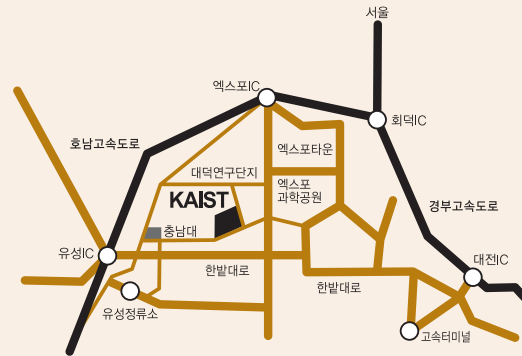 서울
엑스포IC
회덕IC
호남고속도로
엑스포타운
대덕연구단지
엑스포
과학공원
KAIST
경부고속도로
충남대
유성IC
한밭대로
대전IC
한밭대로
유성정류소
고속터미널